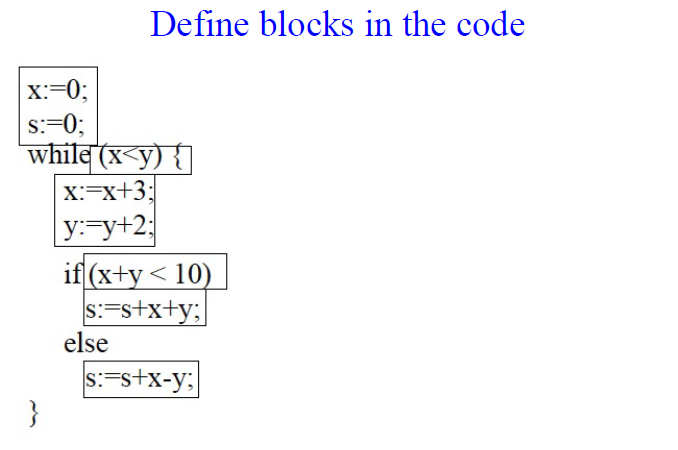 Define blocks in the code
x:=0;
s:=0;
while (x<y) {
x:=x+3;
y:=y+2;
if (x+y < 10)
s:=s+x+y;
else
s:=s+x-y;
}